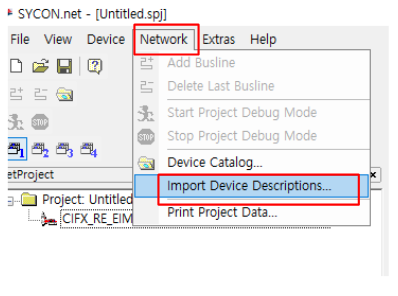 SYCON.net - [Untitled.spj]
File View Device Network Extras Help
Add Busline
Delete Last Busline
Start Project Debug Mode
Stop Project Debug Mode
Device Catalog...
Import Device Descriptions...
Print Project Data...
etProject
Project: Untitled
CIFX_RE_EIM
STOP
STOP
1 2 3 4